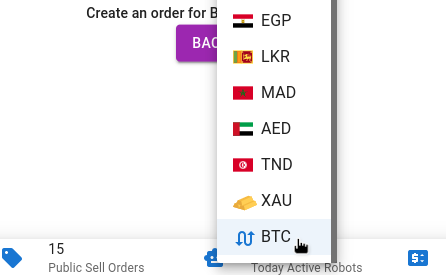 Create an order for B
BAC
EGP
LKR
MAD
AED
TND
XAU
BTC
15
Public Sell Orders
Today Active Robots